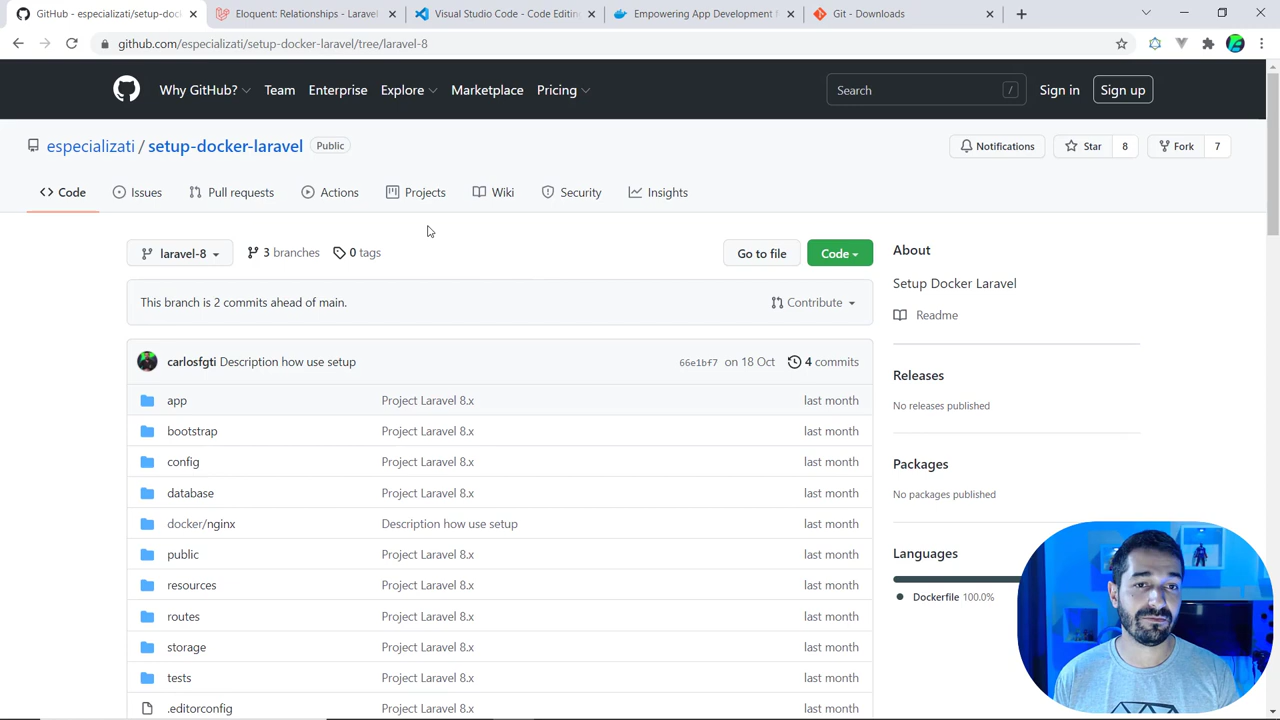 GitHub - especializati/setup-doc
Eloquent: Relationships - Laravel
Visual Studio Code - Code Editing
Empowering App Development f
Git - Downloads
github.com/especializati/setup-docker-laravel/tree/laravel-8
Why GitHub? Team Enterprise Explore Marketplace Pricing
Search /
Sign in
Sign up
especializati / setup-docker-laravel Public
Notifications
Star 8
Fork 7
<> Code Issues Pull requests Actions Projects Wiki Security Insights
laravel-8 3 branches 0 tags
Go to file
Code
This branch is 2 commits ahead of main.
Contribute
carlosfgti Description how use setup 66e1bf7 on 18 Oct 4 commits
app Project Laravel 8.x last month
bootstrap Project Laravel 8.x last month
config Project Laravel 8.x last month
database Project Laravel 8.x last month
docker/nginx Description how use setup last month
public Project Laravel 8.x last month
resources Project Laravel 8.x last month
routes Project Laravel 8.x last month
storage Project Laravel 8.x last month
tests Project Laravel 8.x last month
.editorconfig Project Laravel 8.x last month
About
Setup Docker Laravel
Readme
Releases
No releases published
Packages
No packages published
Languages
Dockerfile 100.0%